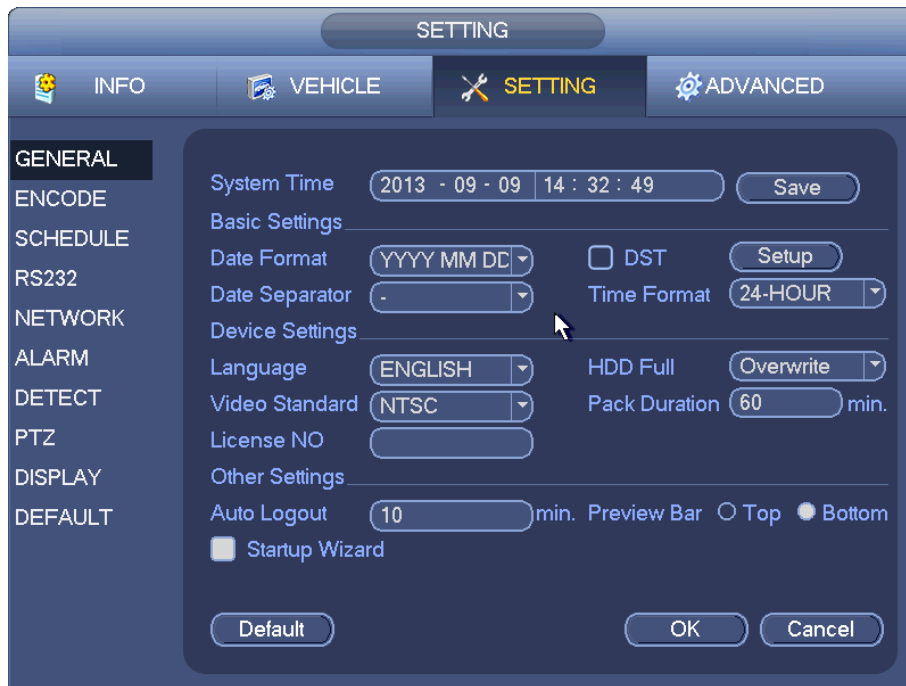 SETTING
INFO VEHICLE SETTING ADVANCED
GENERAL
ENCODE
SCHEDULE
RS232
NETWORK
ALARM
DETECT
PTZ
DISPLAY
DEFAULT
System Time 2013 - 09 - 09 14 : 32 : 49 Save
Basic Settings
Date Format YYYY MM DD DST Setup
Date Separator - Time Format 24-HOUR
Device Settings
Language ENGLISH HDD Full Overwrite
Video Standard NTSC Pack Duration 60 min.
License NO
Other Settings
Auto Logout 10 min. Preview Bar Top Bottom
Startup Wizard
Default OK Cancel